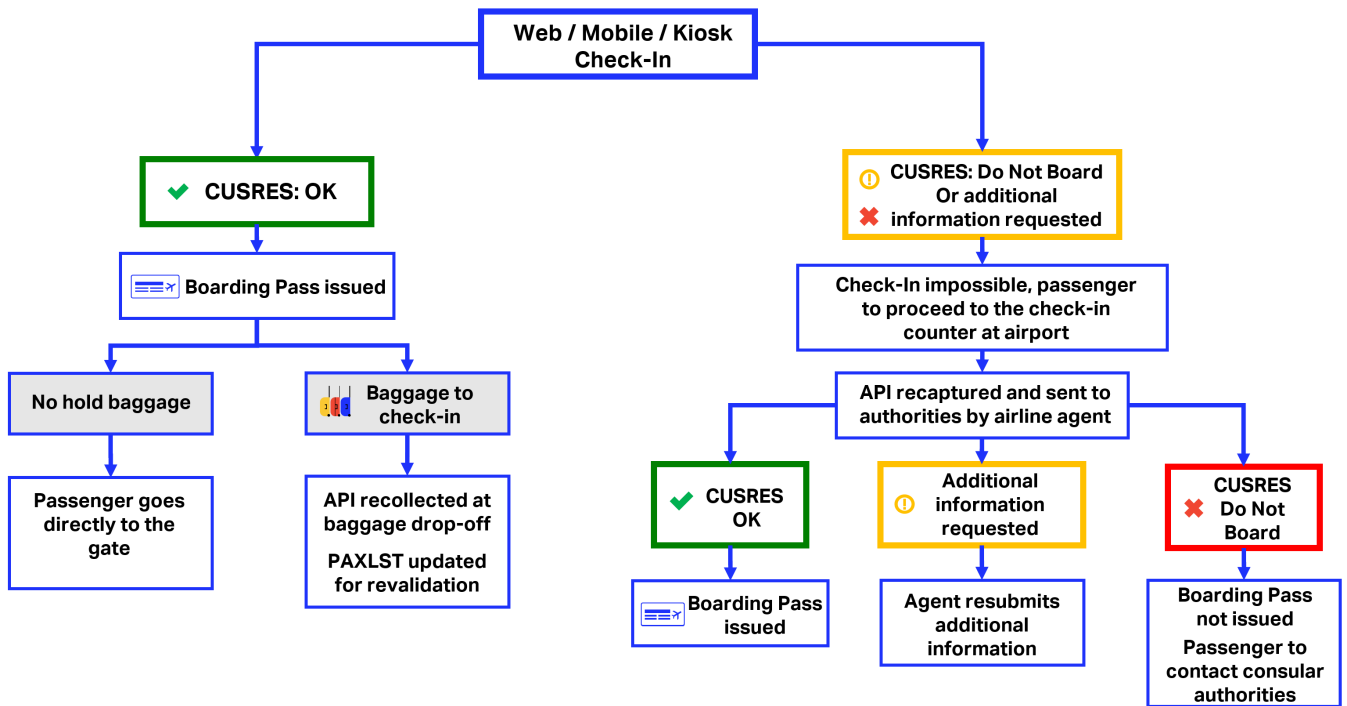 Web / Mobile / Kiosk
Check-In
CUSRES: OK
CUSRES: Do Not Board
Or additional
information requested
Boarding Pass issued
Check-In impossible, passenger
to proceed to the check-in
counter at airport
No hold baggage
Baggage to
check-in
API recaptured and sent to
authorities by airline agent
Passenger goes
directly to the
gate
API recollected at
baggage drop-off
PAXLST updated
for revalidation
CUSRES
OK
Additional
information
requested
CUSRES
Do Not
Board
Boarding Pass
issued
Agent resubmits
additional
information
Boarding Pass
not issued
Passenger to
contact consular
authorities